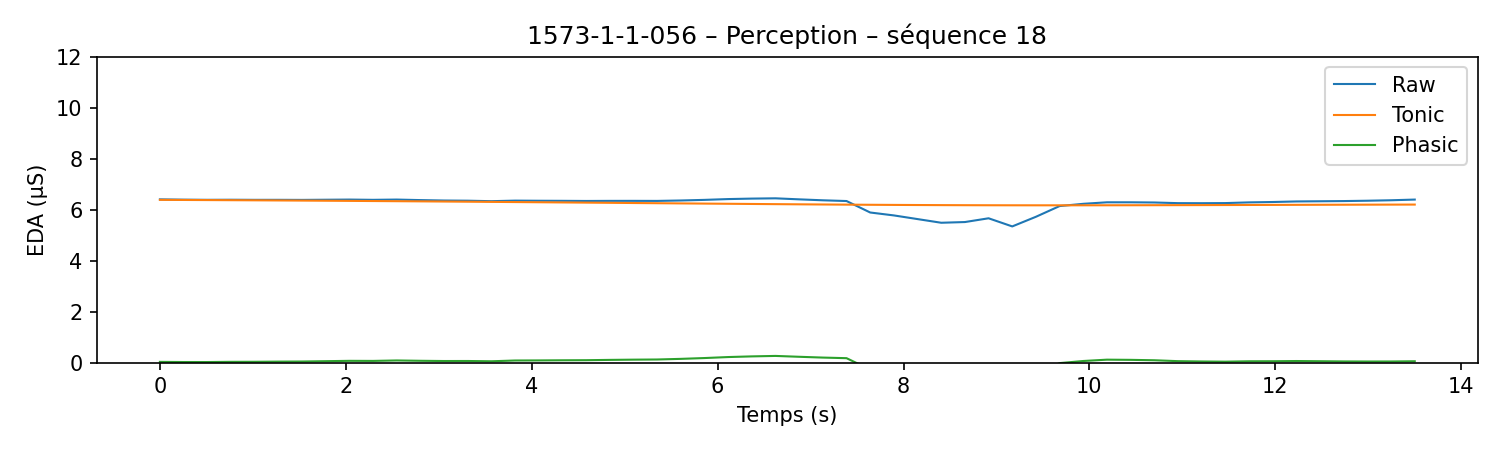 1573-1-1-056 – Perception – séquence 18
EDA (µS)
12
10
8
6
4
2
0
Raw
Tonic
Phasic
0 2 4 6 8 10 12 14
Temps (s)